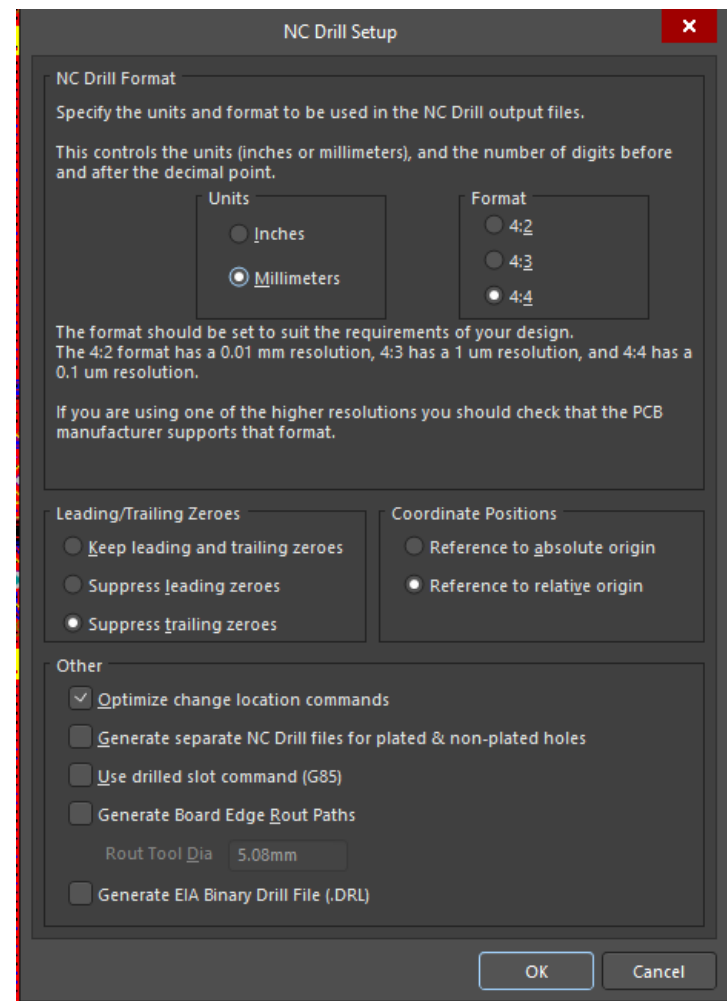 NC Drill Setup
NC Drill Format
Specify the units and format to be used in the NC Drill output files.
This controls the units (inches or millimeters), and the number of digits before
and after the decimal point.
Units
Inches
Millimeters
Format
4:2
4:3
4:4
The format should be set to suit the requirements of your design.
The 4:2 format has a 0.01 mm resolution, 4:3 has a 1 um resolution, and 4:4 has a
0.1 um resolution.
If you are using one of the higher resolutions you should check that the PCB
manufacturer supports that format.
Leading/Trailing Zeroes
Keep leading and trailing zeroes
Suppress leading zeroes
Suppress trailing zeroes
Coordinate Positions
Reference to absolute origin
Reference to relative origin
Other
Optimize change location commands
Generate separate NC Drill files for plated & non-plated holes
Use drilled slot command (G85)
Generate Board Edge Rout Paths
Rout Tool Dia 5.08mm
Generate EIA Binary Drill File (.DRL)
OK Cancel